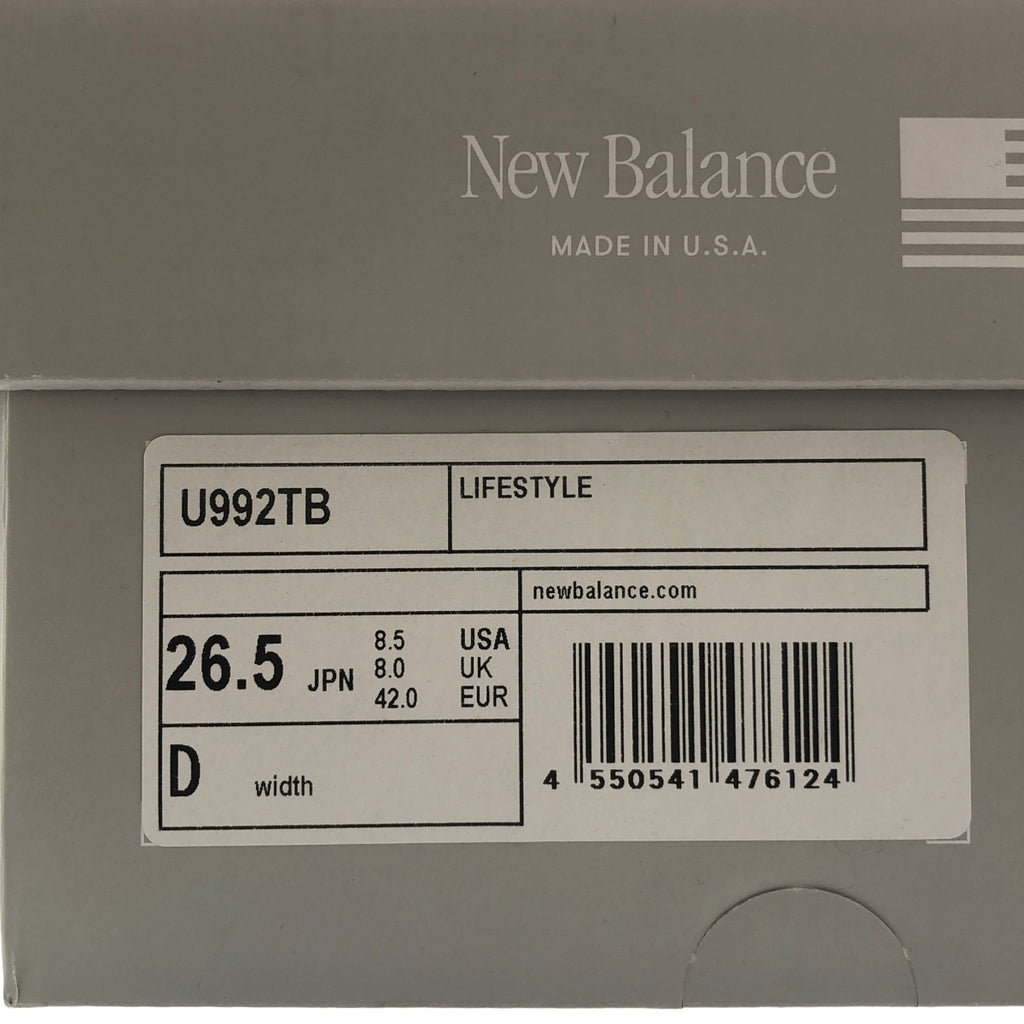 New Balance
MADE IN U.S.A.
U992TB
LIFESTYLE
newbalance.com
26.5 JPN
8.5 USA
8.0 UK
42.0 EUR
D width
4 550541 476124